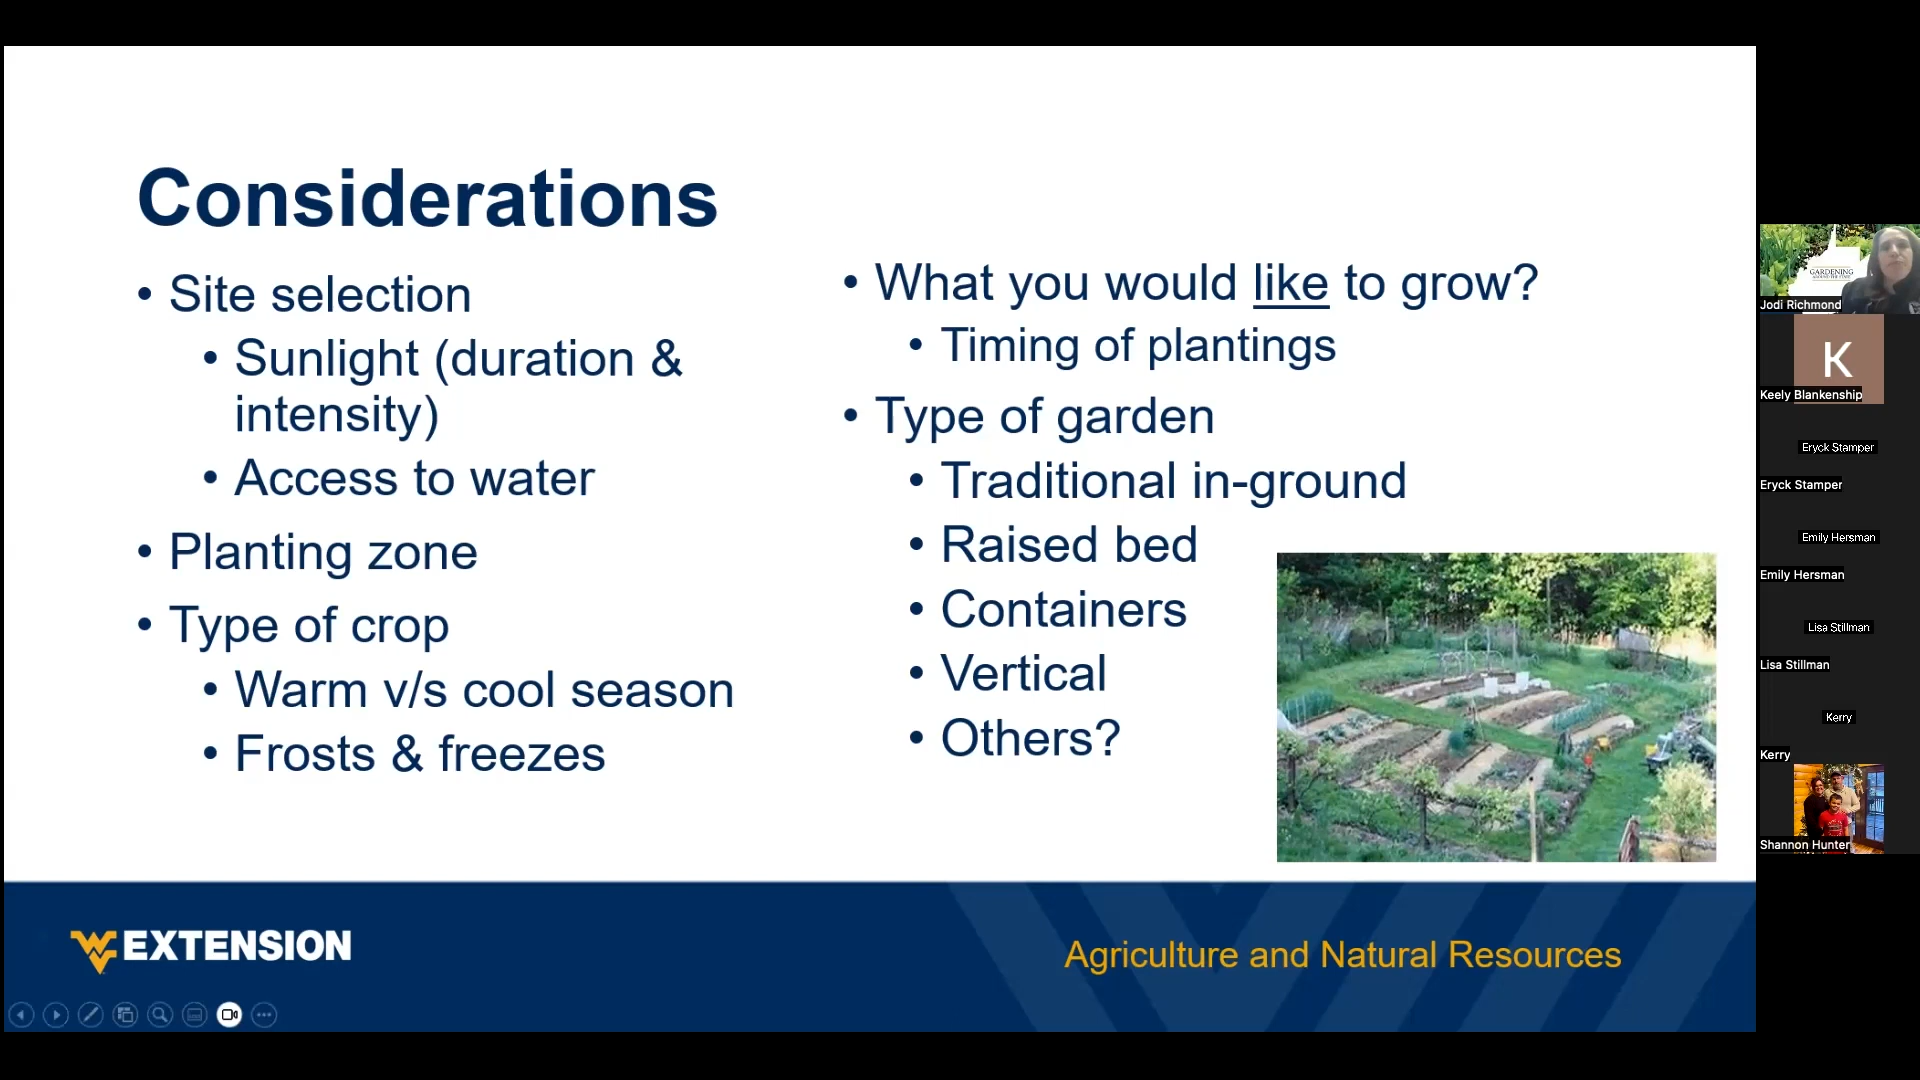 Considerations
• Site selection
• Sunlight (duration &
intensity)
• Access to water
• Planting zone
• Type of crop
• Warm v/s cool season
• Frosts & freezes
• What you would like to grow?
• Timing of plantings
• Type of garden
• Traditional in-ground
• Raised bed
• Containers
• Vertical
• Others?
WV EXTENSION
Agriculture and Natural Resources
GARDENING
Jodi Richmond
K
Keely Blankenship
Eryck Stamper
Eryck Stamper
Emily Hersman
Emily Hersman
Lisa Stillman
Lisa Stillman
Kerry
Kerry
Shannon Hunter